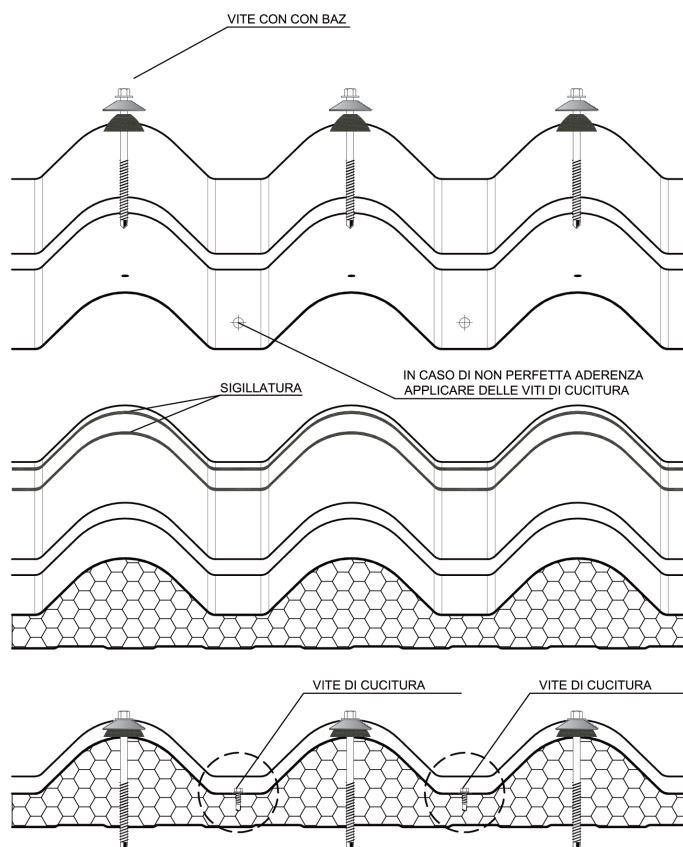 VITE CON CON BAZ
IN CASO DI NON PERFETTA ADERENZA
APPLICARE DELLE VITI DI CUCITURA
SIGILLATURA
VITE DI CUCITURA
VITE DI CUCITURA